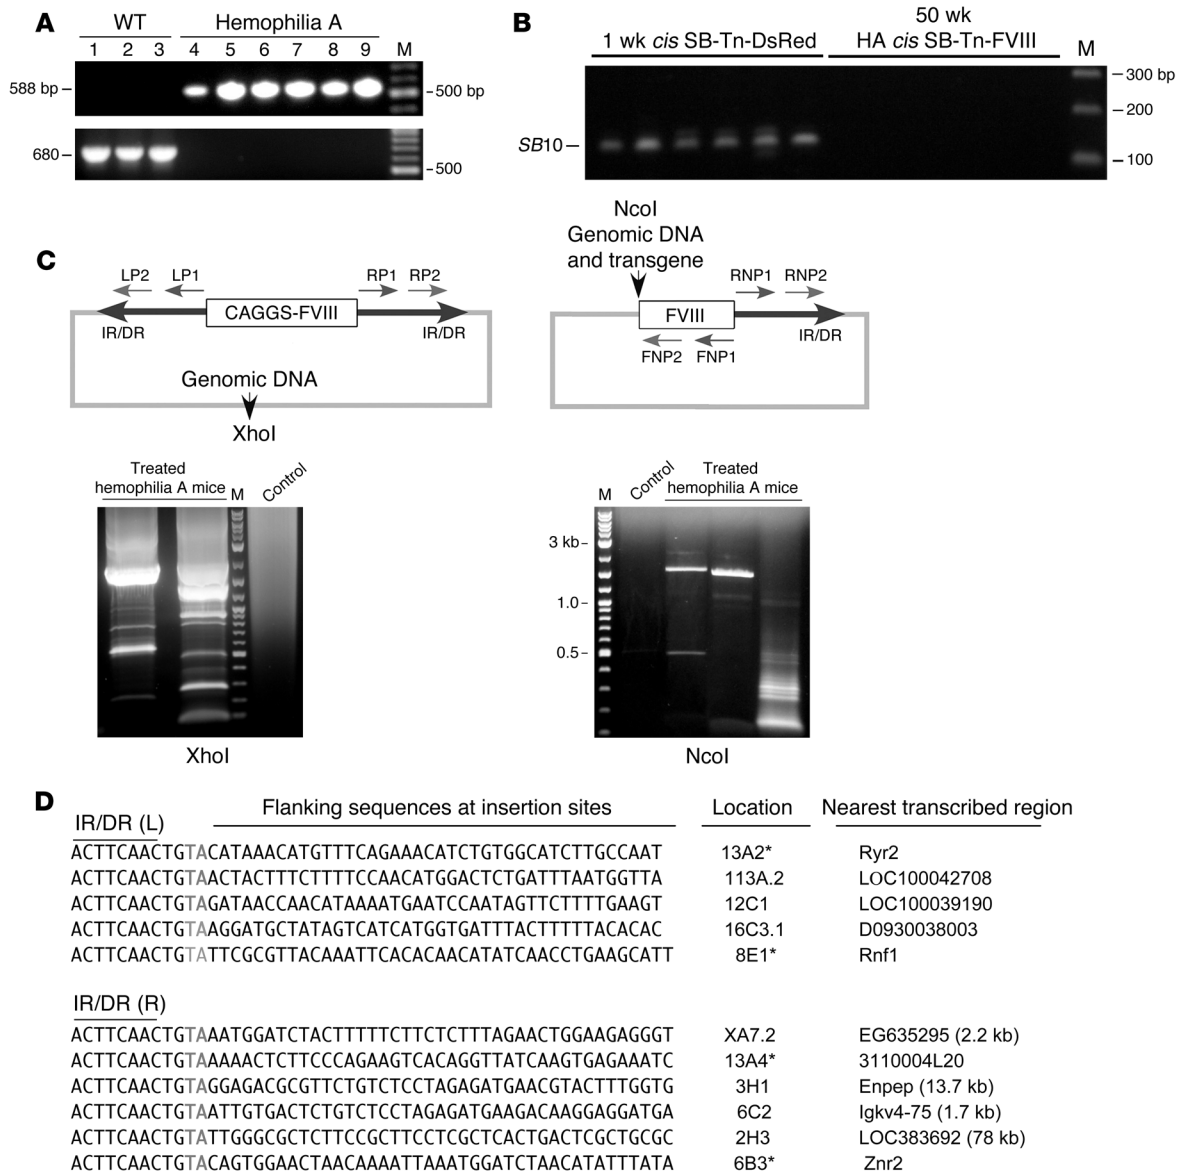 A
WT
Hemophilia A
1 2 3 4 5 6 7 8 9 M
588 bp
500 bp
680
500
B
1 wk cis SB-Tn-DsRed
50 wk
HA cis SB-Tn-FVIII
M
300 bp
200
SB10
100
C
LP2 LP1 RP1 RP2
CAGGS-FVIII
IR/DR IR/DR
Genomic DNA
XhoI
NcoI
Genomic DNA
and transgene
RNP1 RNP2
FVIII
IR/DR
FNP2 FNP1
Treated
hemophilia A mice M Control
XhoI
M Control Treated
hemophilia A mice
3 kb
1.0
0.5
NcoI
D
Flanking sequences at insertion sites Location Nearest transcribed region
IR/DR (L)
ACTTCAACTGTACATAAACATGTTTCAGAAACATCTGTGGCATCTTGCCAAT 13A2* Ryr2
ACTTCAACTGTAACTACTTTCTTTTCCAACATGGACTCTGATTTAATGGTTA 113A.2 LOC100042708
ACTTCAACTGTAGATAACCAACATAAAATGAATCCAATAGTTCTTTTGAAGT 12C1 LOC100039190
ACTTCAACTGTAAGGATGCTATAGTCATCATGGTGATTTACTTTTTACACAC 16C3.1 D0930038003
ACTTCAACTGTATTCGCGTTACAAATTCACACAACATATCAACCTGAAGCATT 8E1* Rnf1
IR/DR (R)
ACTTCAACTGTAAATGGATCTACTTTTTCTTCTCTTTAGAACTGGAAGAGGGT XA7.2 EG635295 (2.2 kb)
ACTTCAACTGTAAAAACTCTTCCCAGAAGTCACAGGTTATCAAGTGAGAAATC 13A4* 3110004L20
ACTTCAACTGTAGGAGACGCGTTCTGTCTCCTAGAGATGAACGTACTTTGGTG 3H1 Enpep (13.7 kb)
ACTTCAACTGTAATTGTGACTCTGTCTCCTAGAGATGAAGACAAGGAGGATGA 6C2 Igkv4-75 (1.7 kb)
ACTTCAACTGTATTGGGCGCTCTTCCGCTTCCTCGCTCACTGACTCGCTGCGC 2H3 LOC383692 (78 kb)
ACTTCAACTGTACAGTGGAACTAACAAAATTAAATGGATCTAACATATTTATA 6B3* Znr2